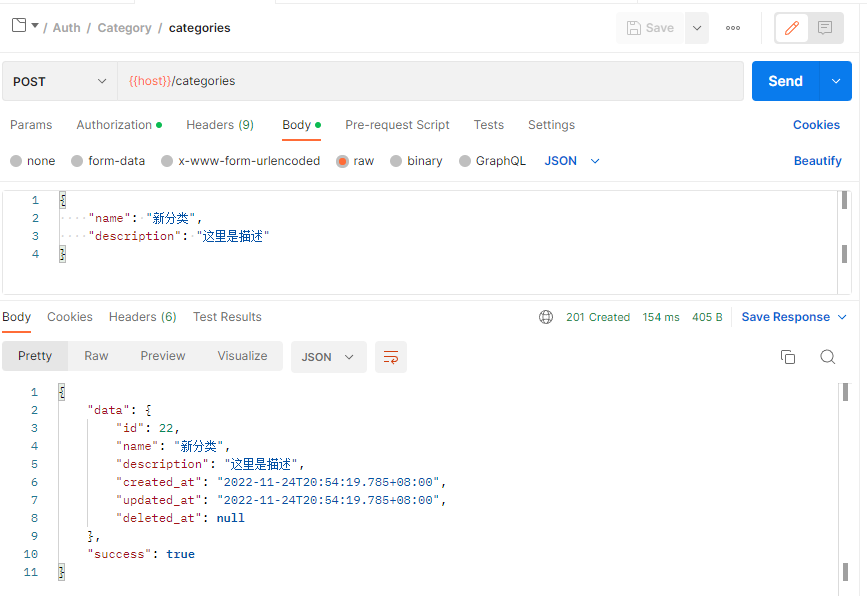 / Auth / Category / categories
Save
POST
{{host}}/categories
Send
Params Authorization Headers (9) Body Pre-request Script Tests Settings Cookies
none form-data x-www-form-urlencoded raw binary GraphQL JSON Beautify
1 {
2 ····"name":·"新分类",
3 ····"description":·"这里是描述"
4 }
Body Cookies Headers (6) Test Results 201 Created 154 ms 405 B Save Response
Pretty Raw Preview Visualize JSON
1 {
2     "data": {
3         "id": 22,
4         "name": "新分类",
5         "description": "这里是描述",
6         "created_at": "2022-11-24T20:54:19.785+08:00",
7         "updated_at": "2022-11-24T20:54:19.785+08:00",
8         "deleted_at": null
9     },
10     "success": true
11 }